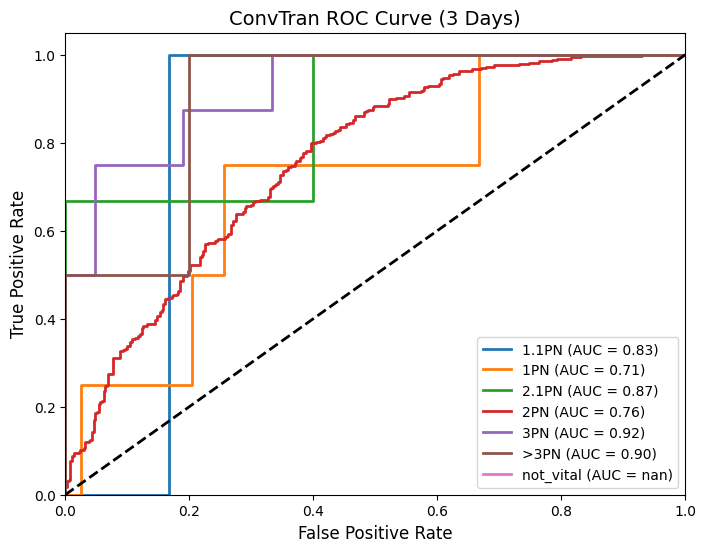 ConvTran ROC Curve (3 Days)
True Positive Rate
1.0
0.8
0.6
0.4
0.2
0.0
0.0 0.2 0.4 0.6 0.8 1.0
False Positive Rate
1.1PN (AUC = 0.83)
1PN (AUC = 0.71)
2.1PN (AUC = 0.87)
2PN (AUC = 0.76)
3PN (AUC = 0.92)
>3PN (AUC = 0.90)
not_vital (AUC = nan)